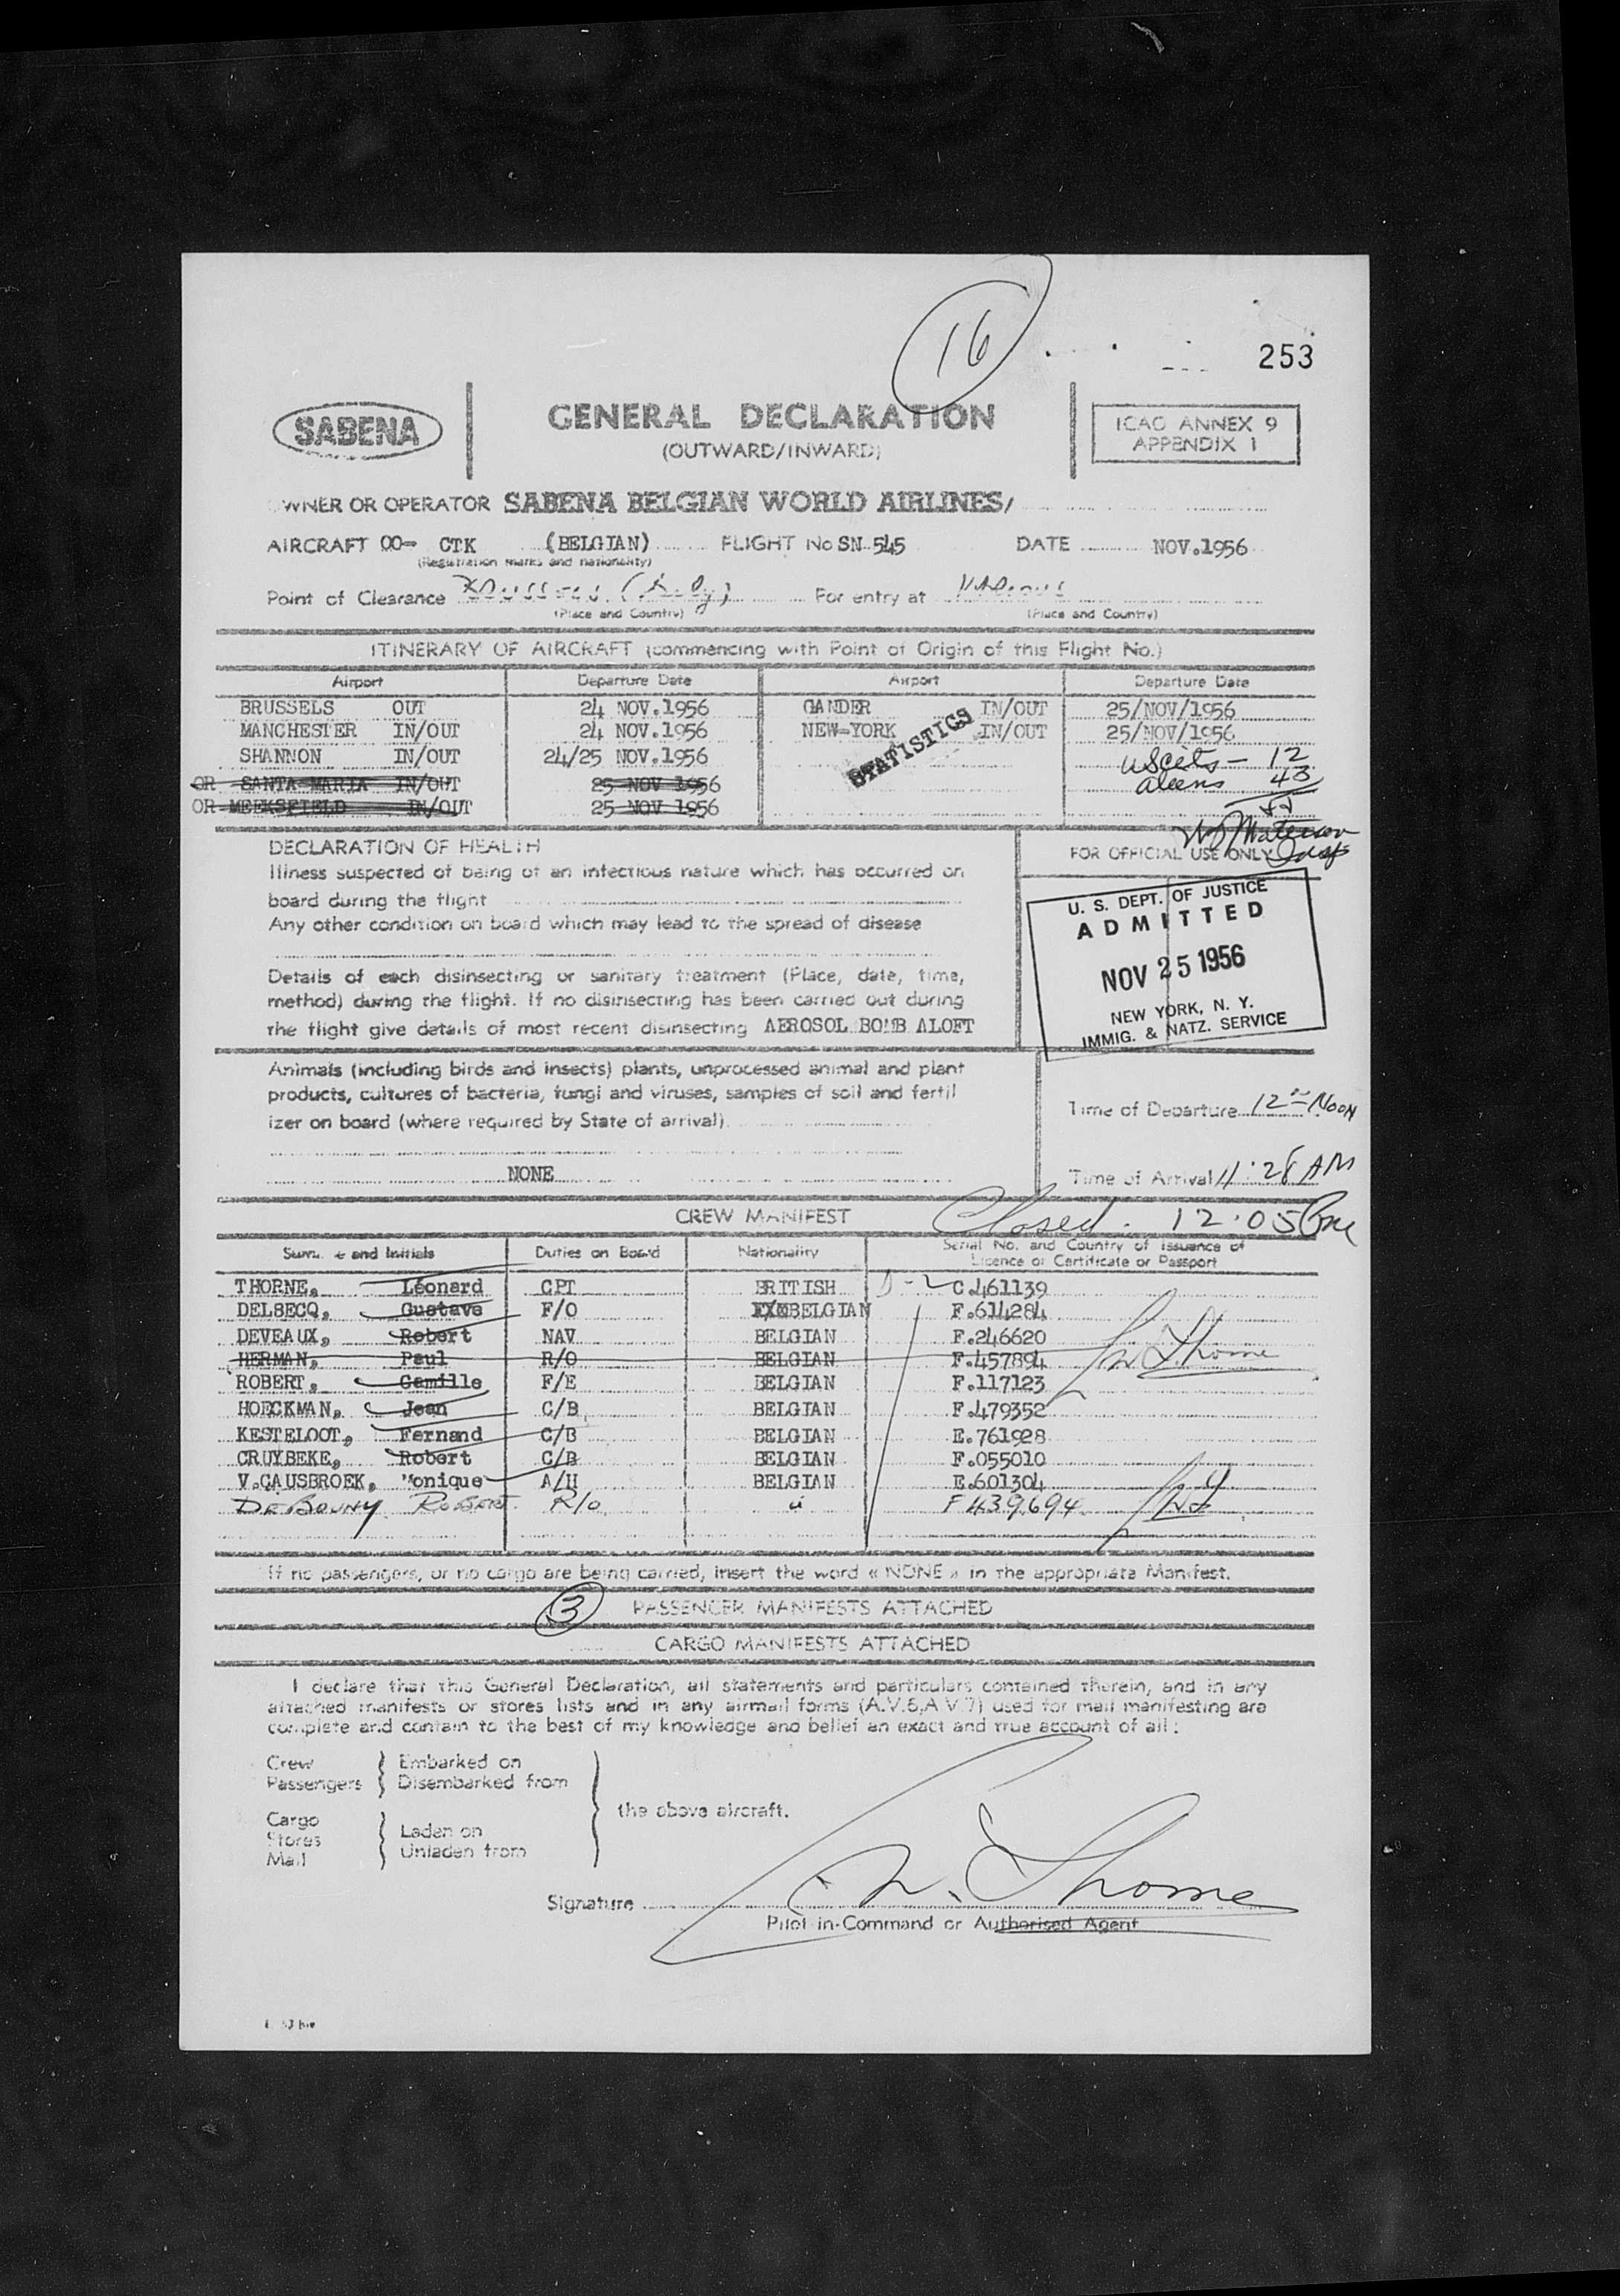 16
253
SABENA
GENERAL DECLARATION
(OUTWARD/INWARD)
ICAO ANNEX 9
APPENDIX 1
OWNER OR OPERATOR SABENA BELGIAN WORLD AIRLINES/
AIRCRAFT OO- CTK (BELGIAN) FLIGHT No SN 545 DATE NOV.1956
(Registration marks and nationality)
Point of Clearance For entry at
(Place and Country) (Place and Country)
ITINERARY OF AIRCRAFT (commencing with Point of Origin of this Flight No.)
Airport Departure Date Airport Departure Date
BRUSSELS OUT 24 NOV.1956 GANDER IN/OUT 25/NOV/1956
MANCHESTER IN/OUT 24 NOV.1956 NEW-YORK IN/OUT 25/NOV/1956
STATISTICS
SHANNON IN/OUT 24/25 NOV.1956 uscits - 12
OR SANTA MARIA IN/OUT 25 NOV 1956 aliens 43
OR MEEKSFIELD IN/OUT 25 NOV 1956
DECLARATION OF HEALTH
FOR OFFICIAL USE ONLY
Illness suspected of being of an infectious nature which has occurred on
board during the flight
Any other condition on board which may lead to the spread of disease
Details of each disinsecting or sanitary treatment (Place, date, time,
method) during the flight. If no disinsecting has been carried out during
the flight give details of most recent disinsecting AEROSOL BOMB ALOFT
U. S. DEPT. OF JUSTICE
ADMITTED
NOV 25 1956
NEW YORK, N. Y.
IMMIG. & NATZ. SERVICE
Animals (including birds and insects) plants, unprocessed animal and plant
products, cultures of bacteria, fungi and viruses, samples of soil and fertil
izer on board (where required by State of arrival)
NONE
Time of Departure 12 Noon
Time of Arrival 11:28 AM
CREW MANIFEST Closed. 12.05 Pm
Surname and Initials Duties on Board Nationality Serial No. and Country of Issuance of
Licence or Certificate or Passport
THORNE, Léonard CPT BRITISH D-2 C.461139
DELBECQ, Gustave F/O BELGIAN F.614284
DEVEAUX, Robert NAV BELGIAN F.246620
HERMAN, Paul R/O BELGIAN F.457894
ROBERT, Camille F/E BELGIAN F.117123
HOECKMAN, Jean C/B BELGIAN F.479352
KESTELOOT, Fernand C/B BELGIAN E.761928
CRUYBEKE, Robert C/B BELGIAN F.055010
V.CAUSBROEK, Monique A/H BELGIAN E.601304
DEBOUNY ROBERT. R/O " F 439694
If no passengers, or no cargo are being carried, insert the word « NONE » in the appropriate Manifest.
3 PASSENGER MANIFESTS ATTACHED
CARGO MANIFESTS ATTACHED
I declare that this General Declaration, all statements and particulars contained therein, and in any
attached manifests or stores lists and in any airmail forms (A.V.6,A V 7) used for mail manifesting are
complete and contain to the best of my knowledge and belief an exact and true account of all :
Crew Embarked on
Passengers Disembarked from
the above aircraft.
Cargo
Stores Laden on
Mail Unladen from
Signature L. Thorne
Pilot in-Command or Authorised Agent